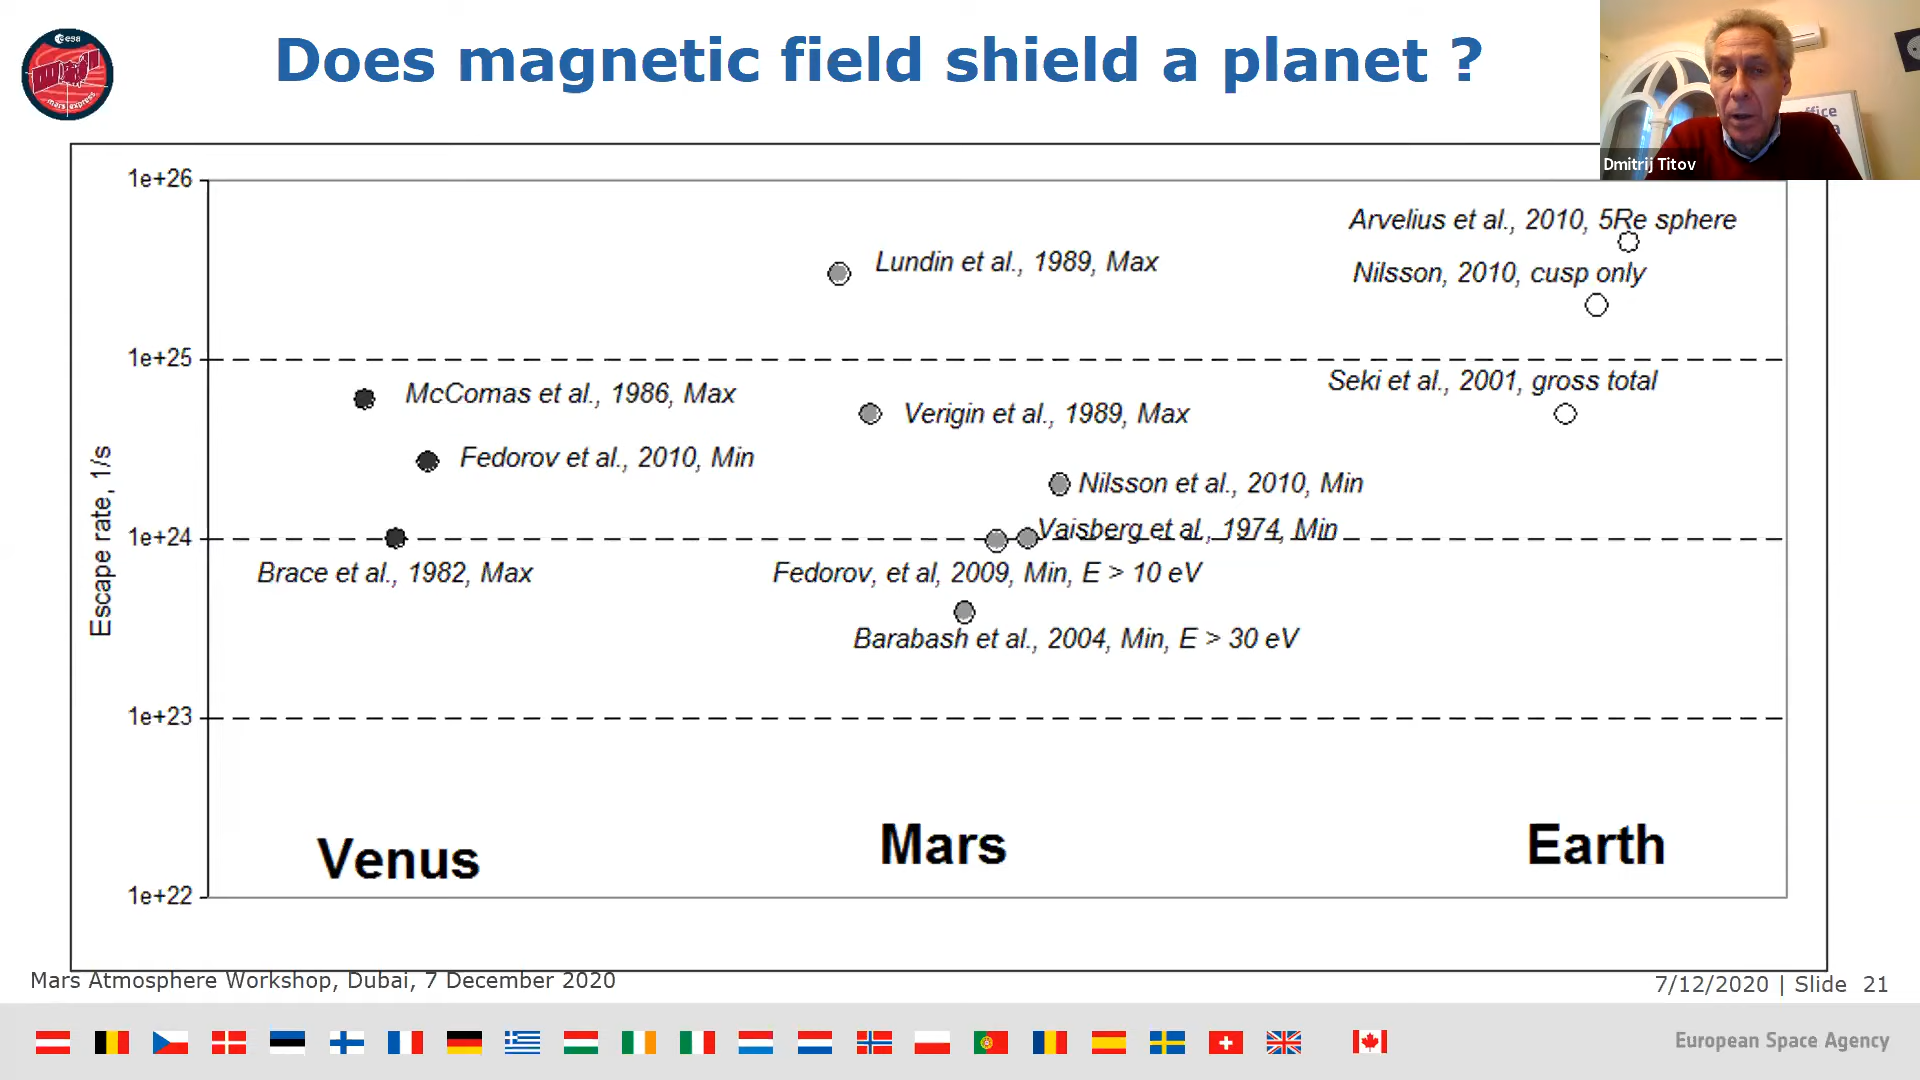 esa
mars express
Does magnetic field shield a planet ?
ffice
Dmitrij Titov
1e+26
1e+25
1e+24
1e+23
1e+22
Escape rate, 1/s
Arvelius et al., 2010, 5Re sphere
Lundin et al., 1989, Max
Nilsson, 2010, cusp only
Seki et al., 2001, gross total
McComas et al., 1986, Max
Verigin et al., 1989, Max
Fedorov et al., 2010, Min
Nilsson et al., 2010, Min
Vaisberg et al., 1974, Min
Brace et al., 1982, Max
Fedorov, et al, 2009, Min, E > 10 eV
Barabash et al., 2004, Min, E > 30 eV
Venus
Mars
Earth
Mars Atmosphere Workshop, Dubai, 7 December 2020
7/12/2020 | Slide 21
European Space Agency